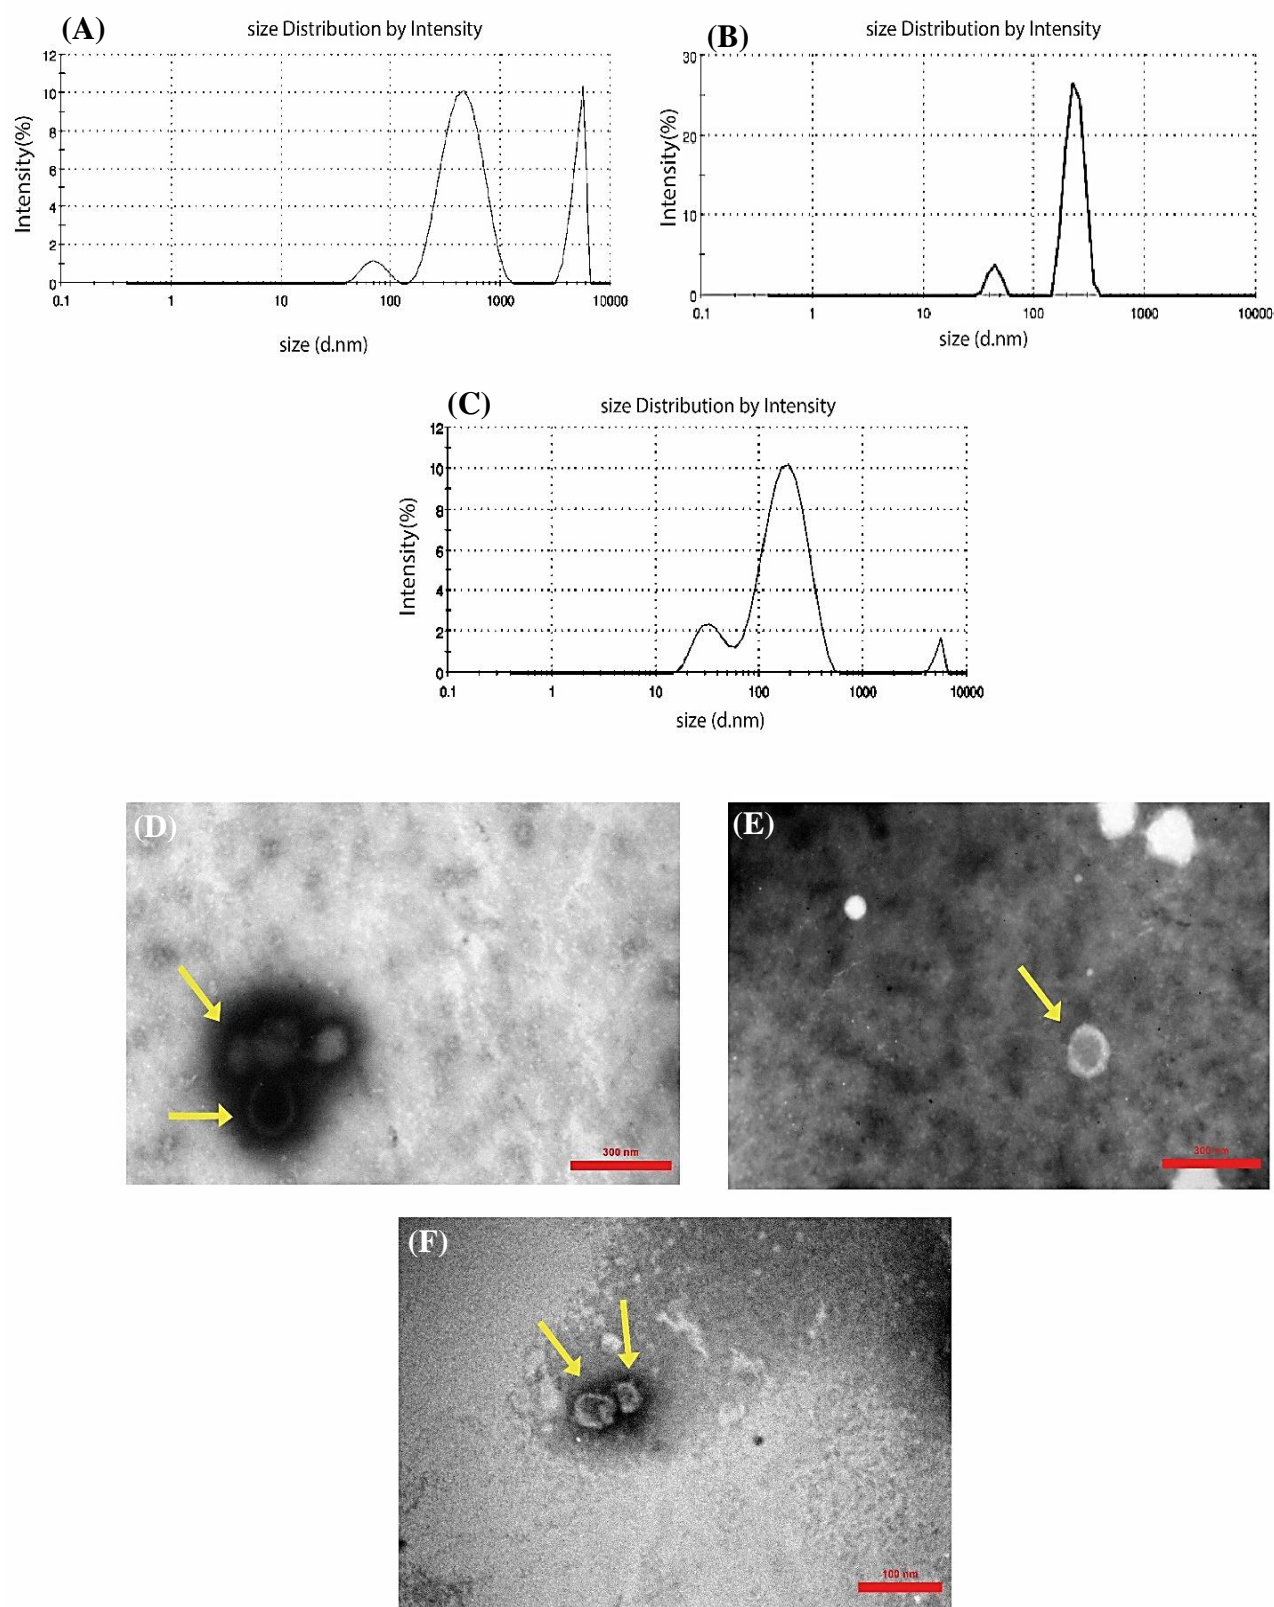 (A)
size Distribution by Intensity
Intensity(%)
12
10
8
6
4
2
0
0.1 1 10 100 1000 10000
size (d.nm)
(B)
size Distribution by Intensity
Intensity(%)
30
20
10
0
0.1 1 10 100 1000 10000
size (d.nm)
(C)
size Distribution by Intensity
Intensity(%)
12
10
8
6
4
2
0
0.1 1 10 100 1000 10000
size (d.nm)
(D)
300 nm
(E)
300 nm
(F)
100 nm